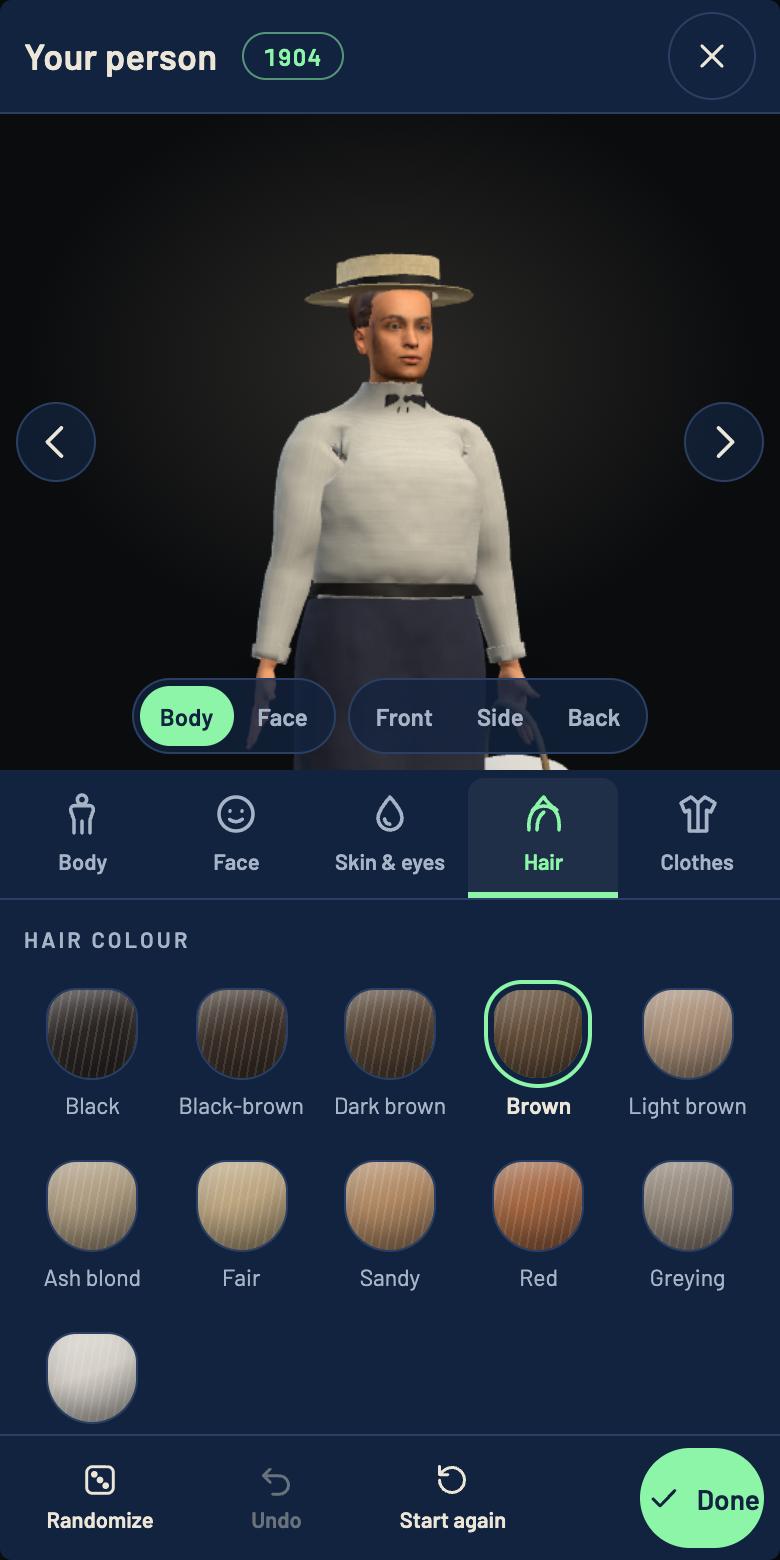 Your person 1904
Body Face Front Side Back
Body Face Skin & eyes Hair Clothes
HAIR COLOUR
Black Black-brown Dark brown Brown Light brown
Ash blond Fair Sandy Red Greying
Randomize Undo Start again Done